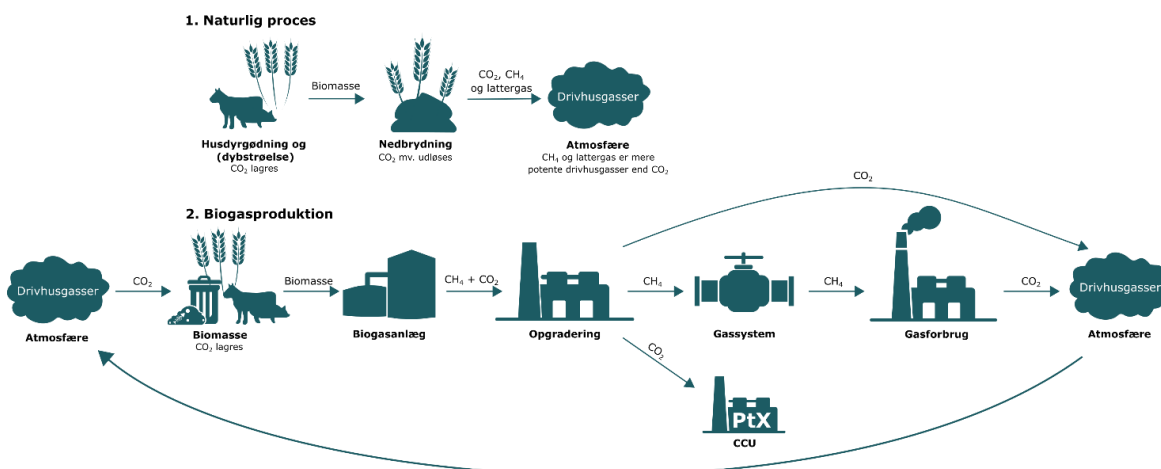 1. Naturlig proces
Biomasse
CO₂, CH₄
og lattergas
Drivhusgasser
Husdyrgødning og
(dybstrøelse)
CO₂ lagres
Nedbrydning
CO₂ mv. udløses
Atmosfære
CH₄ og lattergas er mere
potente drivhusgasser end CO₂
2. Biogasproduktion
CO₂
Drivhusgasser
CO₂
Biomasse
CH₄ + CO₂
CH₄
CH₄
CO₂
Drivhusgasser
Atmosfære
Biomasse
CO₂ lagres
Biogasanlæg
Opgradering
Gassystem
Gasforbrug
Atmosfære
CO₂
PtX
CCU